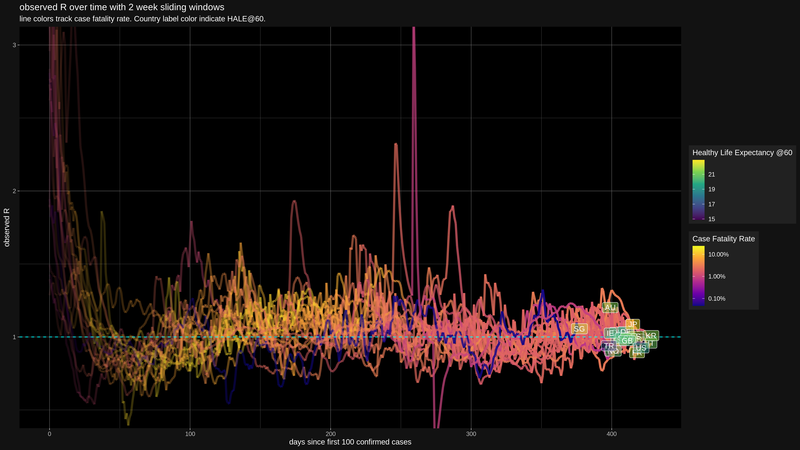 observed R over time with 2 week sliding windows
line colors track case fatality rate. Country label color indicate HALE@60.
3
2
1
observed R
AU
SG
IE
KR
GB
TR
US
0
100
200
300
400
days since first 100 confirmed cases
Healthy Life Expectancy @60
21
19
17
15
Case Fatality Rate
10.00%
1.00%
0.10%